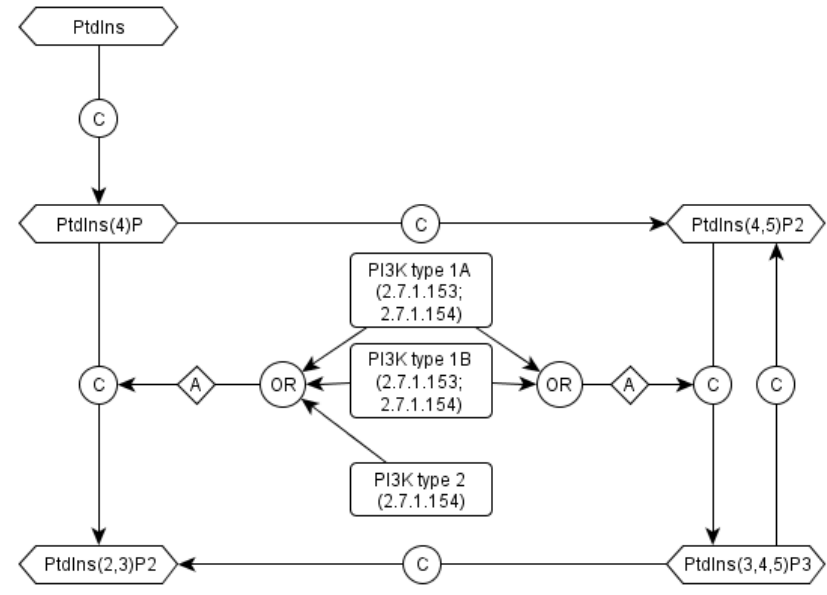 PtdIns
C
PtdIns(4)P
C
PtdIns(4,5)P2
PI3K type 1A
(2.7.1.153;
2.7.1.154)
PI3K type 1B
(2.7.1.153;
2.7.1.154)
C
A
OR
OR
A
C
C
PI3K type 2
(2.7.1.154)
PtdIns(2,3)P2
C
PtdIns(3,4,5)P3